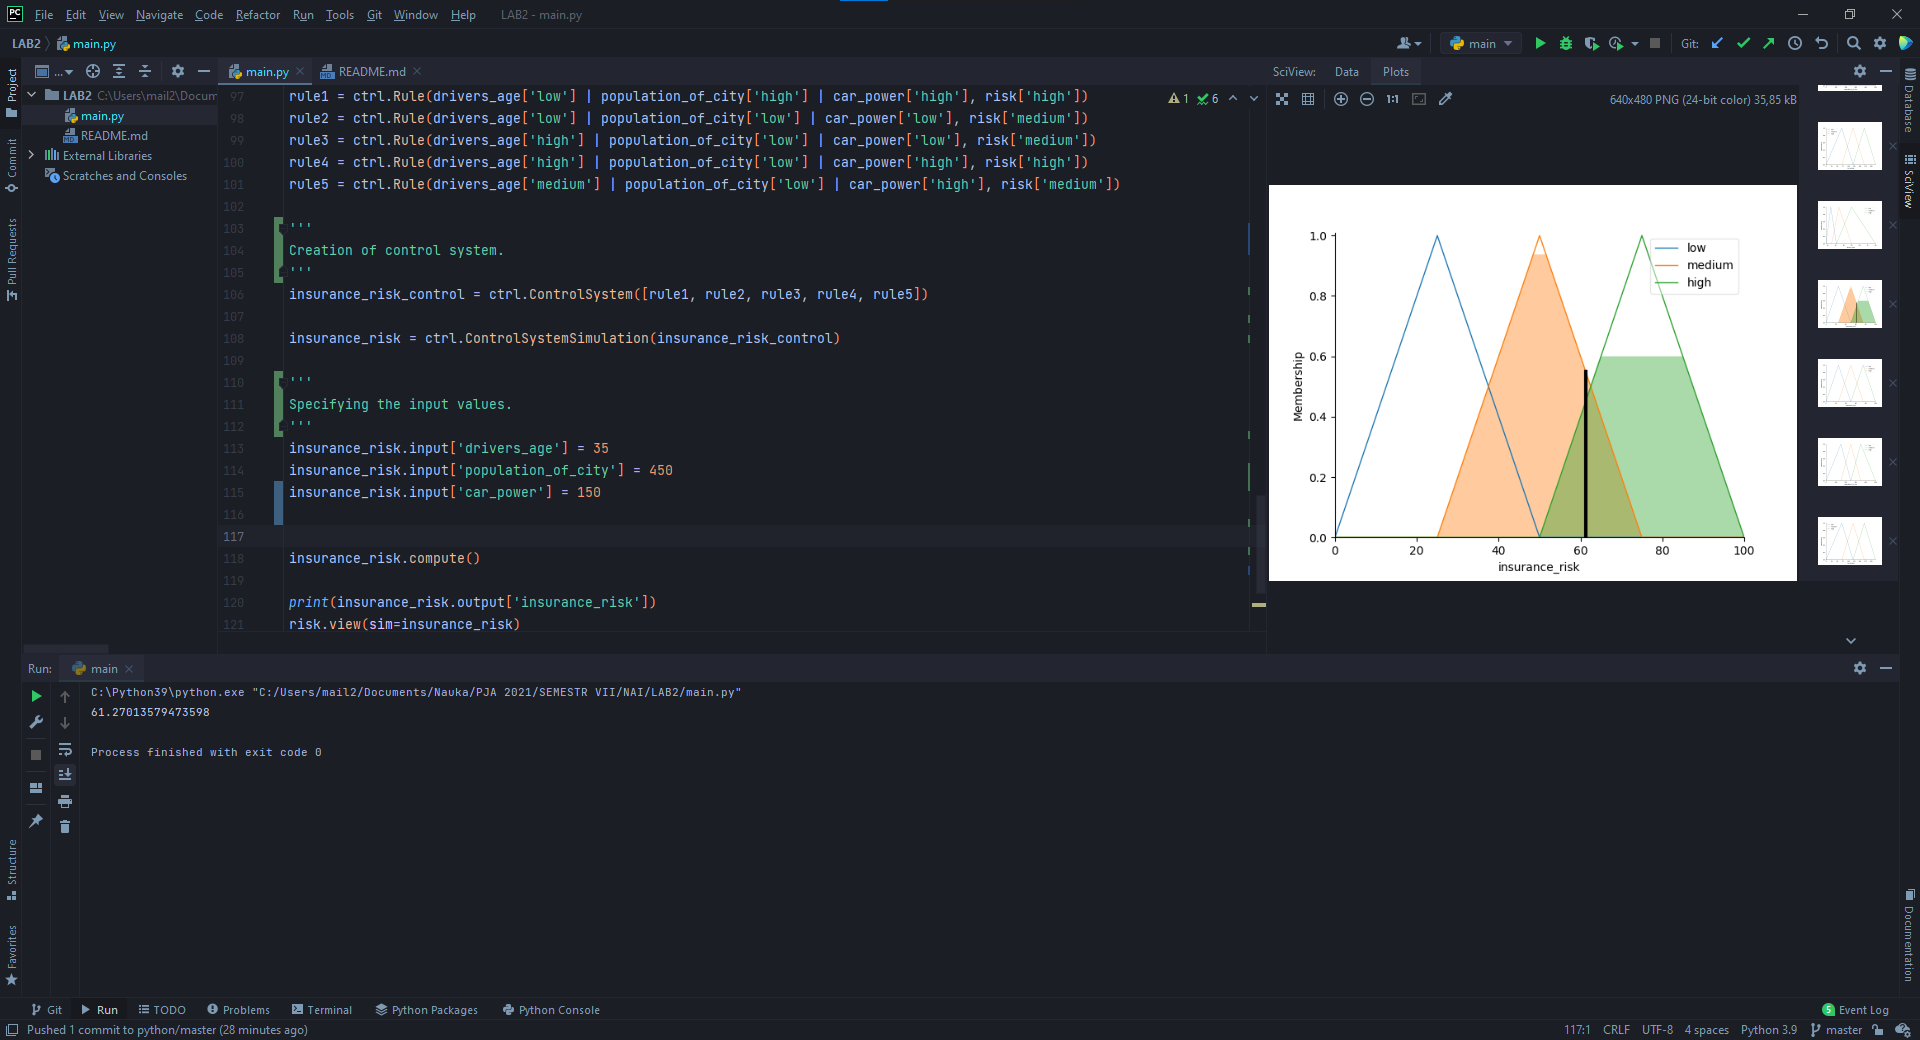 PC File Edit View Navigate Code Refactor Run Tools Git Window Help LAB2 - main.py
LAB2 main.py main Git:
Project ... main.py README.md SciView: Data Plots
LAB2 C:\Users\mail2\Docum
main.py
README.md
External Libraries
Scratches and Consoles
Commit
Pull Requests
97 rule1 = ctrl.Rule(drivers_age['low'] | population_of_city['high'] | car_power['high'], risk['high'])
98 rule2 = ctrl.Rule(drivers_age['low'] | population_of_city['low'] | car_power['low'], risk['medium'])
99 rule3 = ctrl.Rule(drivers_age['high'] | population_of_city['low'] | car_power['low'], risk['medium'])
100 rule4 = ctrl.Rule(drivers_age['high'] | population_of_city['low'] | car_power['high'], risk['high'])
101 rule5 = ctrl.Rule(drivers_age['medium'] | population_of_city['low'] | car_power['high'], risk['medium'])
102
103 '''
104 Creation of control system.
105 '''
106 insurance_risk_control = ctrl.ControlSystem([rule1, rule2, rule3, rule4, rule5])
107
108 insurance_risk = ctrl.ControlSystemSimulation(insurance_risk_control)
109
110 '''
111 Specifying the input values.
112 '''
113 insurance_risk.input['drivers_age'] = 35
114 insurance_risk.input['population_of_city'] = 450
115 insurance_risk.input['car_power'] = 150
116
117
118 insurance_risk.compute()
119
120 print(insurance_risk.output['insurance_risk'])
121 risk.view(sim=insurance_risk)
1 6
1:1 640x480 PNG (24-bit color) 35,85 kB
low
medium
high
1.0
0.8
0.6
0.4
0.2
0.0
Membership
0 20 40 60 80 100
insurance_risk
Database
SciView
Run: main
C:\Python39\python.exe "C:/Users/mail2/Documents/Nauka/PJA 2021/SEMESTR VII/NAI/LAB2/main.py"
61.27013579473598
Process finished with exit code 0
Structure
Favorites
Documentation
Git Run TODO Problems Terminal Python Packages Python Console 5 Event Log
Pushed 1 commit to python/master (28 minutes ago) 117:1 CRLF UTF-8 4 spaces Python 3.9 master